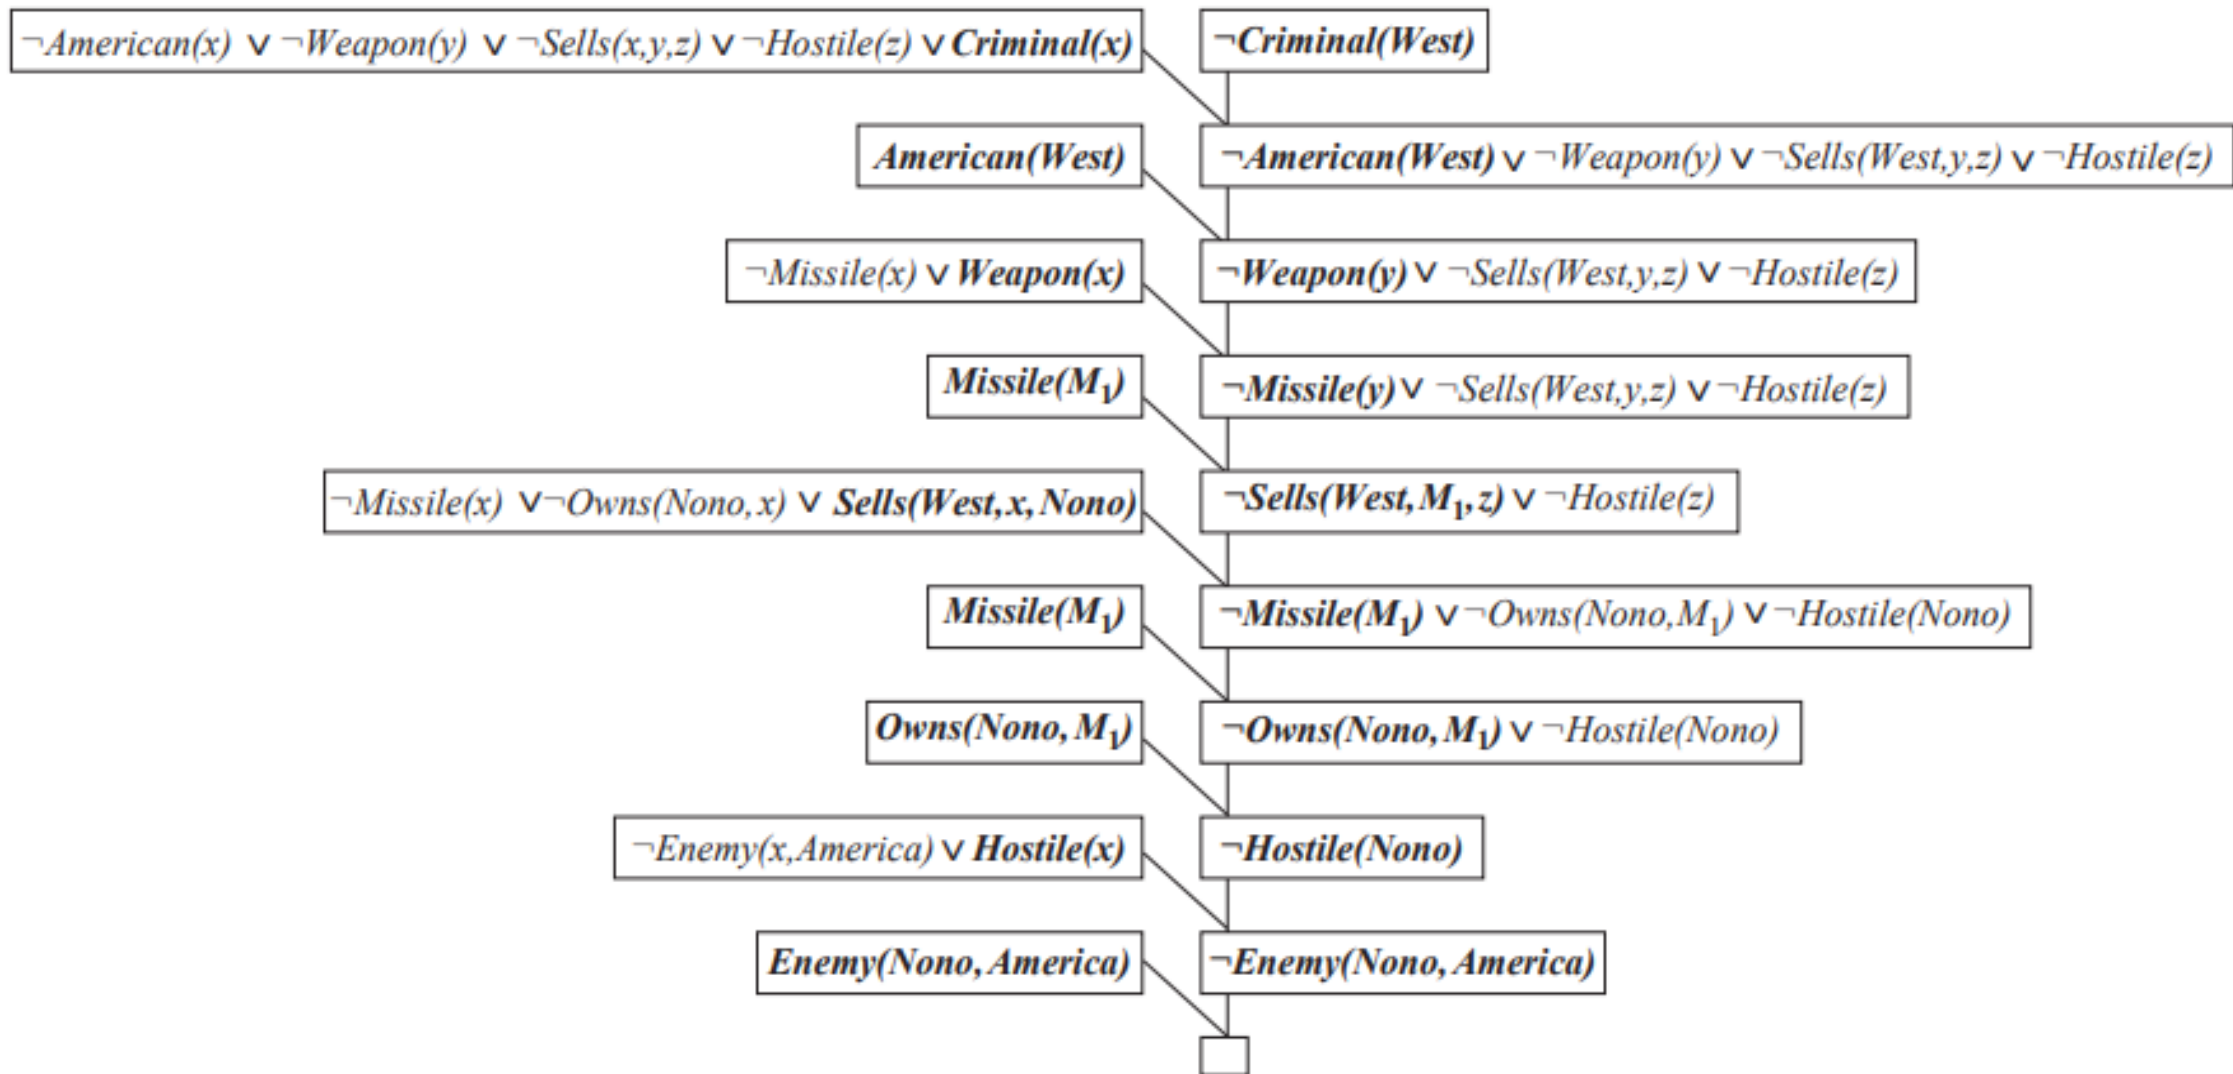 ¬American(x) ∨ ¬Weapon(y) ∨ ¬Sells(x,y,z) ∨ ¬Hostile(z) ∨ Criminal(x)
¬Criminal(West)
American(West)
¬American(West) ∨ ¬Weapon(y) ∨ ¬Sells(West,y,z) ∨ ¬Hostile(z)
¬Missile(x) ∨ Weapon(x)
¬Weapon(y) ∨ ¬Sells(West,y,z) ∨ ¬Hostile(z)
Missile(M₁)
¬Missile(y) ∨ ¬Sells(West,y,z) ∨ ¬Hostile(z)
¬Missile(x) ∨ ¬Owns(Nono,x) ∨ Sells(West,x,Nono)
¬Sells(West,M₁,z) ∨ ¬Hostile(z)
Missile(M₁)
¬Missile(M₁) ∨ ¬Owns(Nono,M₁) ∨ ¬Hostile(Nono)
Owns(Nono,M₁)
¬Owns(Nono,M₁) ∨ ¬Hostile(Nono)
¬Enemy(x,America) ∨ Hostile(x)
¬Hostile(Nono)
Enemy(Nono,America)
¬Enemy(Nono,America)